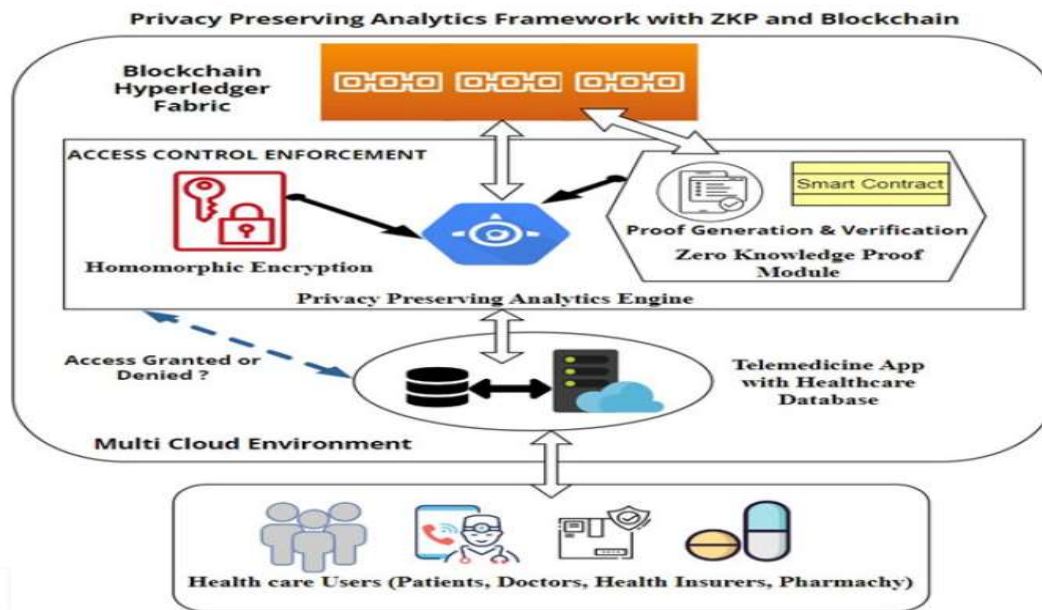 Privacy Preserving Analytics Framework with ZKP and Blockchain
Blockchain
Hyperledger
Fabric
ACCESS CONTROL ENFORCEMENT
Smart Contract
Proof Generation & Verification
Homomorphic Encryption
Zero Knowledge Proof
Module
Privacy Preserving Analytics Engine
Access Granted or
Denied ?
Telemedicine App
with Healthcare
Database
Multi Cloud Environment
Health care Users (Patients, Doctors, Health Insurers, Pharmachy)